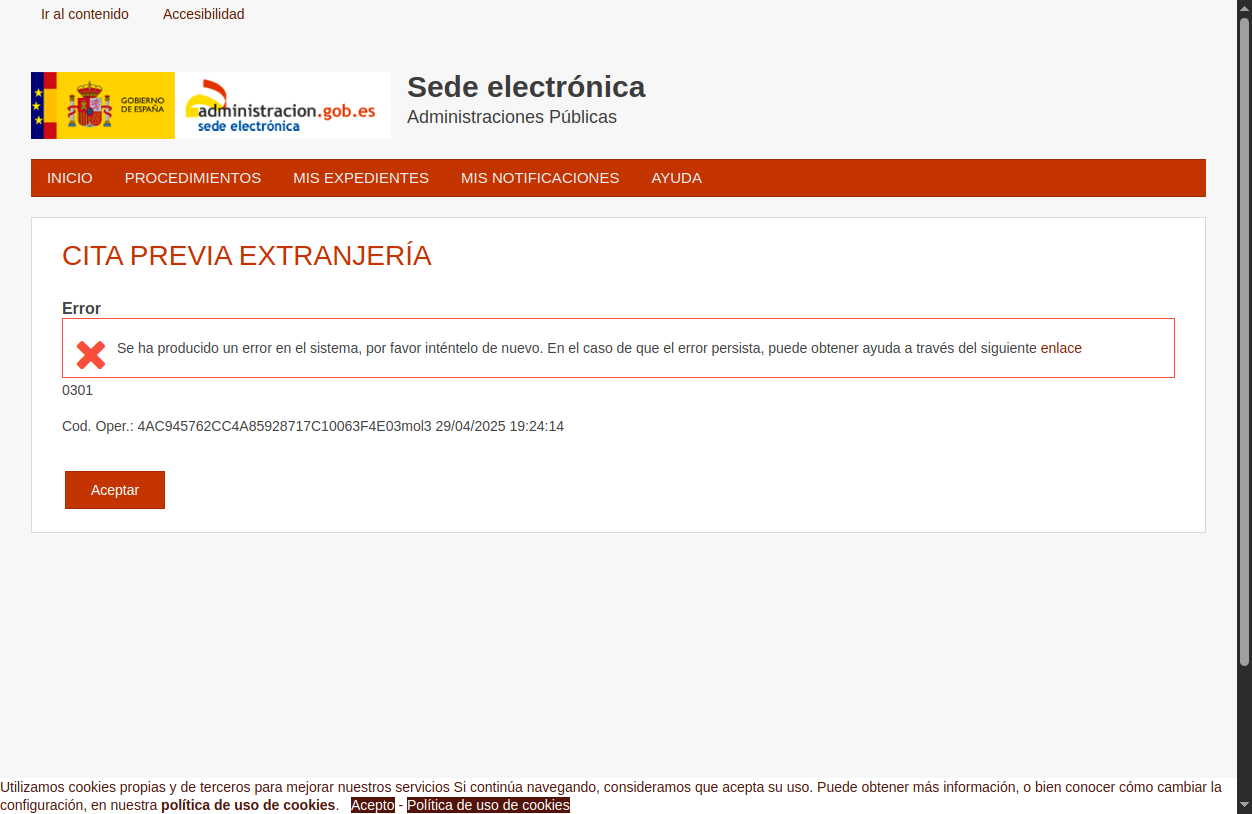 Ir al contenido Accesibilidad
GOBIERNO
DE ESPAÑA
administracion.gob.es
sede electrónica
Sede electrónica
Administraciones Públicas
INICIO PROCEDIMIENTOS MIS EXPEDIENTES MIS NOTIFICACIONES AYUDA
CITA PREVIA EXTRANJERÍA
Error
Se ha producido un error en el sistema, por favor inténtelo de nuevo. En el caso de que el error persista, puede obtener ayuda a través del siguiente enlace
0301
Cod. Oper.: 4AC945762CC4A85928717C10063F4E03mol3 29/04/2025 19:24:14
Aceptar
Utilizamos cookies propias y de terceros para mejorar nuestros servicios Si continúa navegando, consideramos que acepta su uso. Puede obtener más información, o bien conocer cómo cambiar la
configuración, en nuestra política de uso de cookies. Acepto - Política de uso de cookies